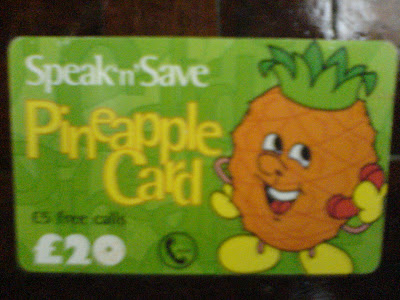 Speak'n'Save
Pineapple
Card
£5 free calls
£20